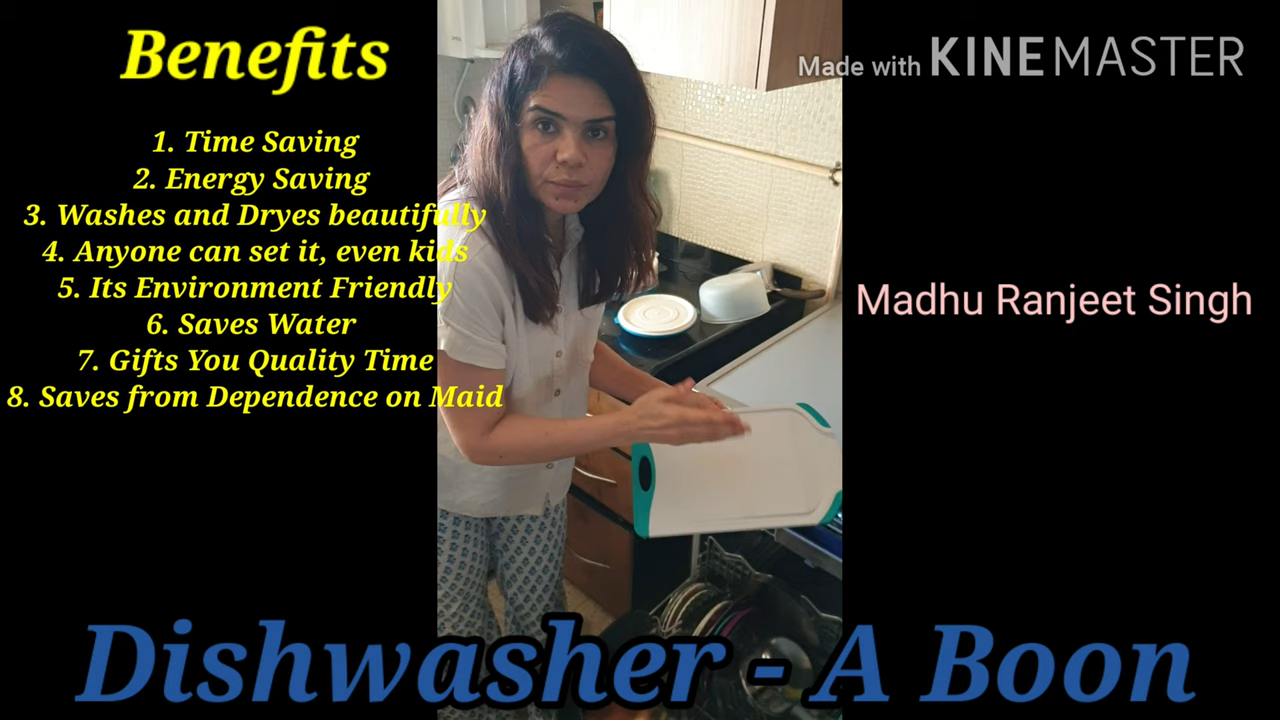 Benefits
1. Time Saving
2. Energy Saving
3. Washes and Dryes beautifully
4. Anyone can set it, even kids
5. Its Environment Friendly
6. Saves Water
7. Gifts You Quality Time
8. Saves from Dependence on Maid
Made with KINEMASTER
Madhu Ranjeet Singh
Dishwasher - A Boon